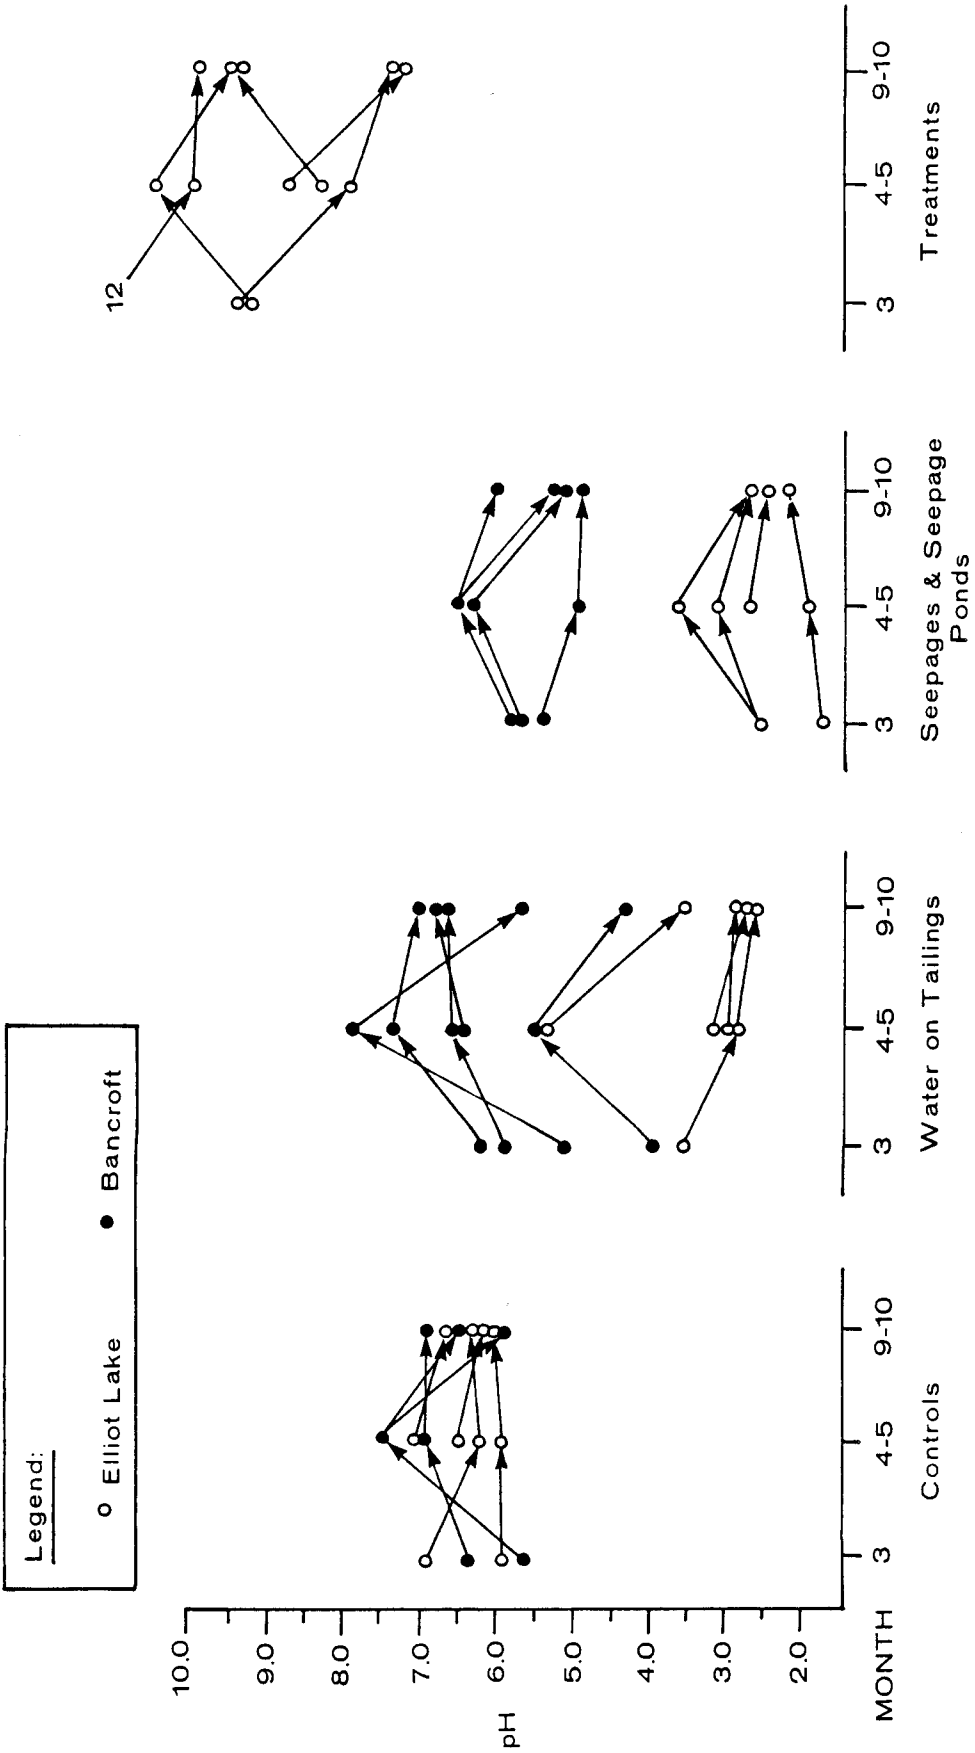 Legend:
Elliot Lake
Bancroft
12
10.0
9.0
8.0
7.0
6.0
5.0
4.0
3.0
2.0
pH
MONTH
3 4-5 9-10
3 4-5 9-10
3 4-5 9-10
3 4-5 9-10
Controls
Water on Tailings
Seepages & Seepage
Ponds
Treatments